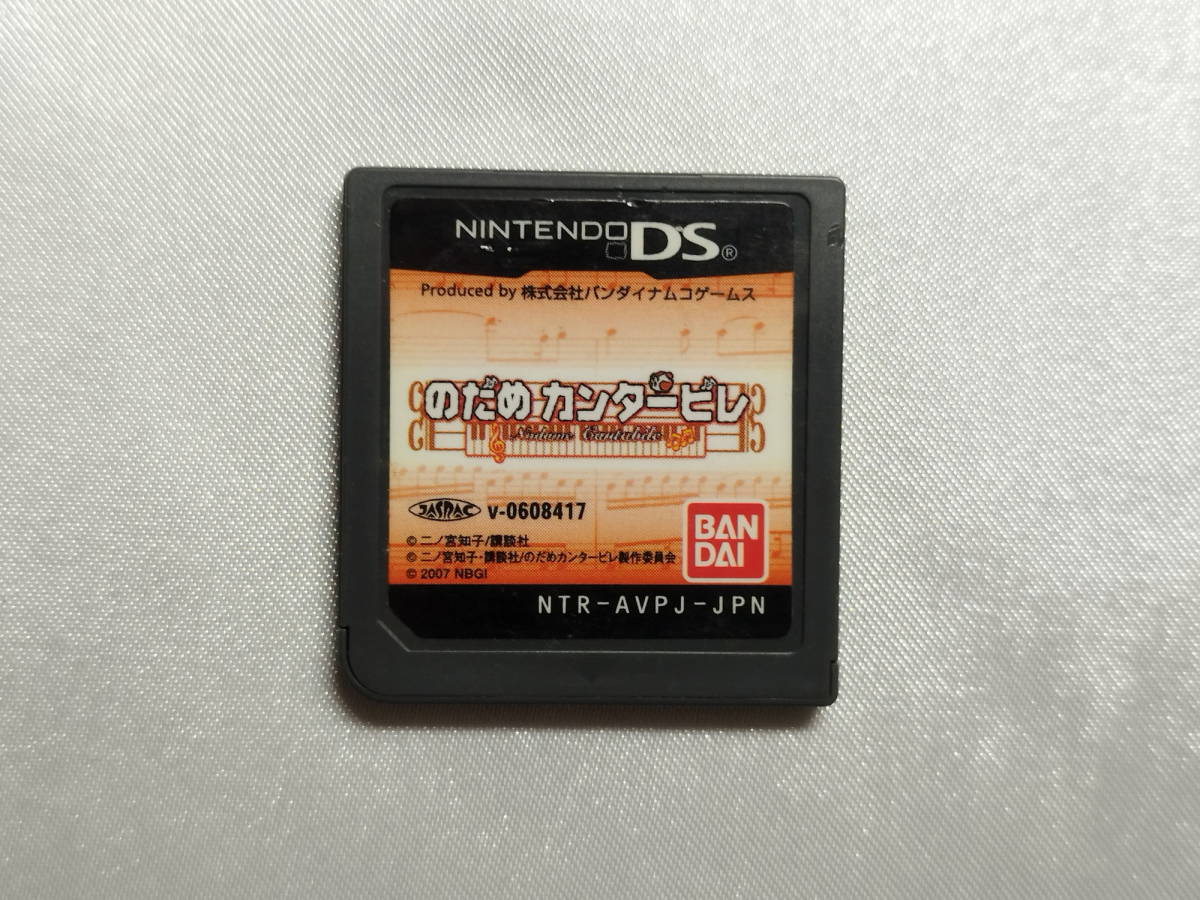 NINTENDO DS®
Produced by 株式会社バンダイナムコゲームス
のだめカンタービレ
Nodame Cantabile
JASRAC V-0608417
© 二ノ宮知子/講談社
© 二ノ宮知子・講談社/のだめカンタービレ製作委員会
© 2007 NBGI
BAN
DAI
NTR-AVPJ-JPN